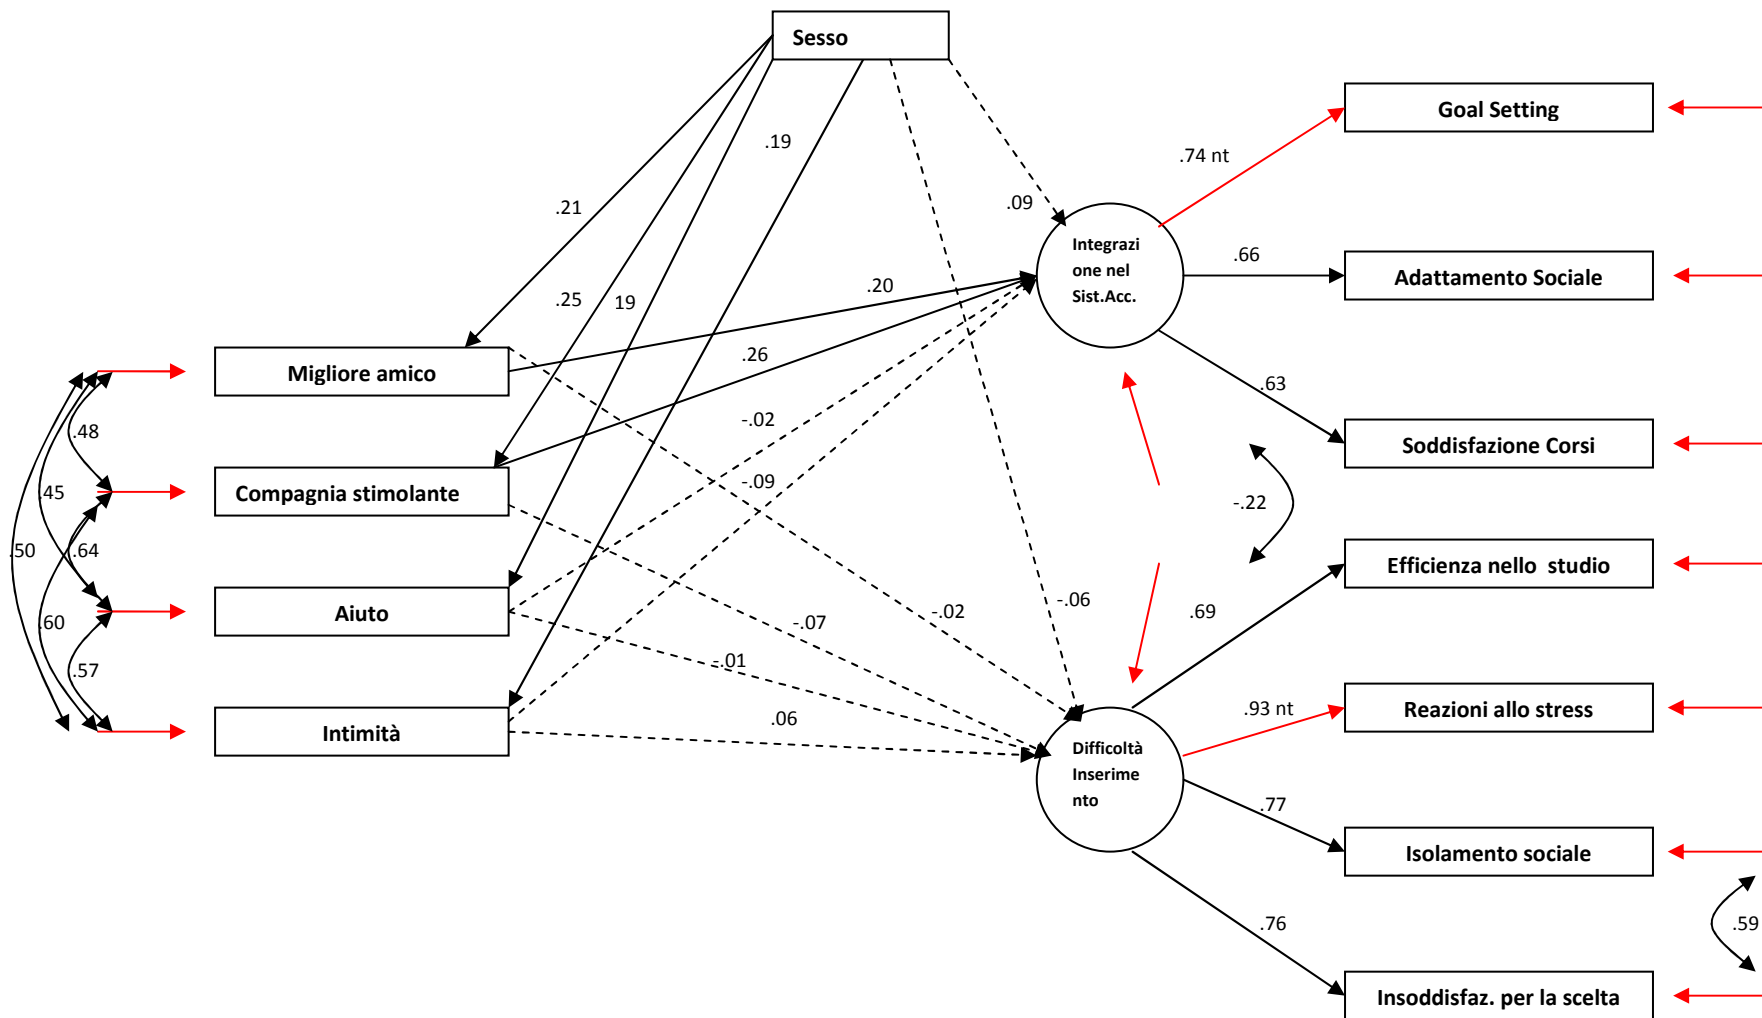 Sesso
Goal Setting
.19
.74 nt
.21
.09
Integrazi
one nel
Sist.Acc.
.66
Adattamento Sociale
.25
19
.20
.26
Migliore amico
.63
-.02
.48
Soddisfazione Corsi
Compagnia stimolante
.45
-.09
-.22
.50
.64
Efficienza nello  studio
Aiuto
-.02
-.06
.69
.60
-.07
-.01
.57
Intimità
.06
.93 nt
Reazioni allo stress
Difficoltà
Inserime
nto
.77
Isolamento sociale
.76
.59
Insoddisfaz. per la scelta